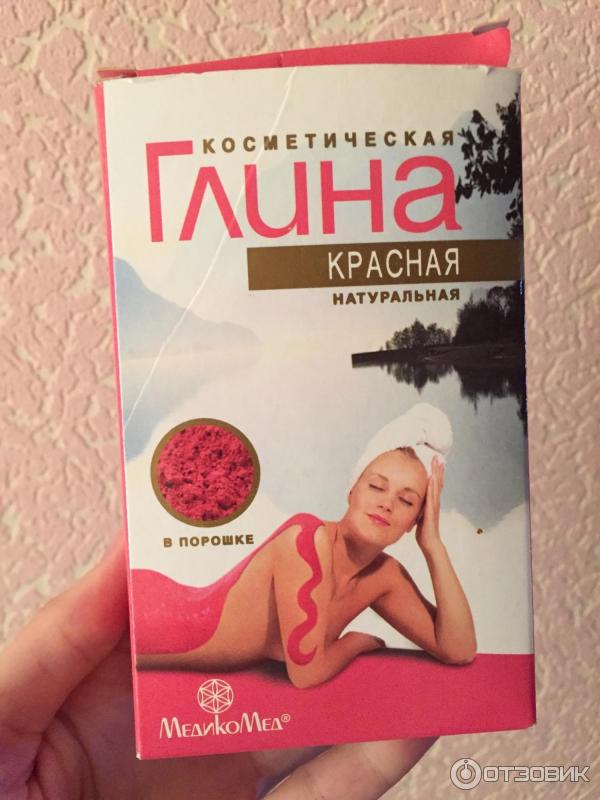 КОСМЕТИЧЕСКАЯ
Глина
КРАСНАЯ
НАТУРАЛЬНАЯ
В ПОРОШКЕ
МедикоМед®
ОТЗОВИК